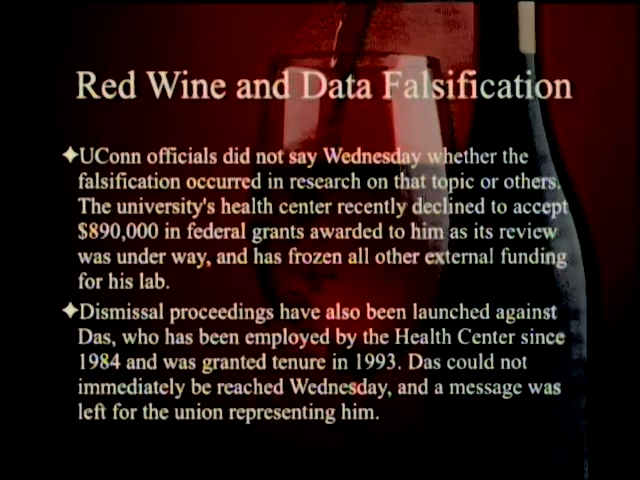 Red Wine and Data Falsification
UConn officials did not say Wednesday whether the
falsification occurred in research on that topic or others.
The university's health center recently declined to accept
$890,000 in federal grants awarded to him as its review
was under way, and has frozen all other external funding
for his lab.
Dismissal proceedings have also been launched against
Das, who has been employed by the Health Center since
1984 and was granted tenure in 1993. Das could not
immediately be reached Wednesday, and a message was
left for the union representing him.